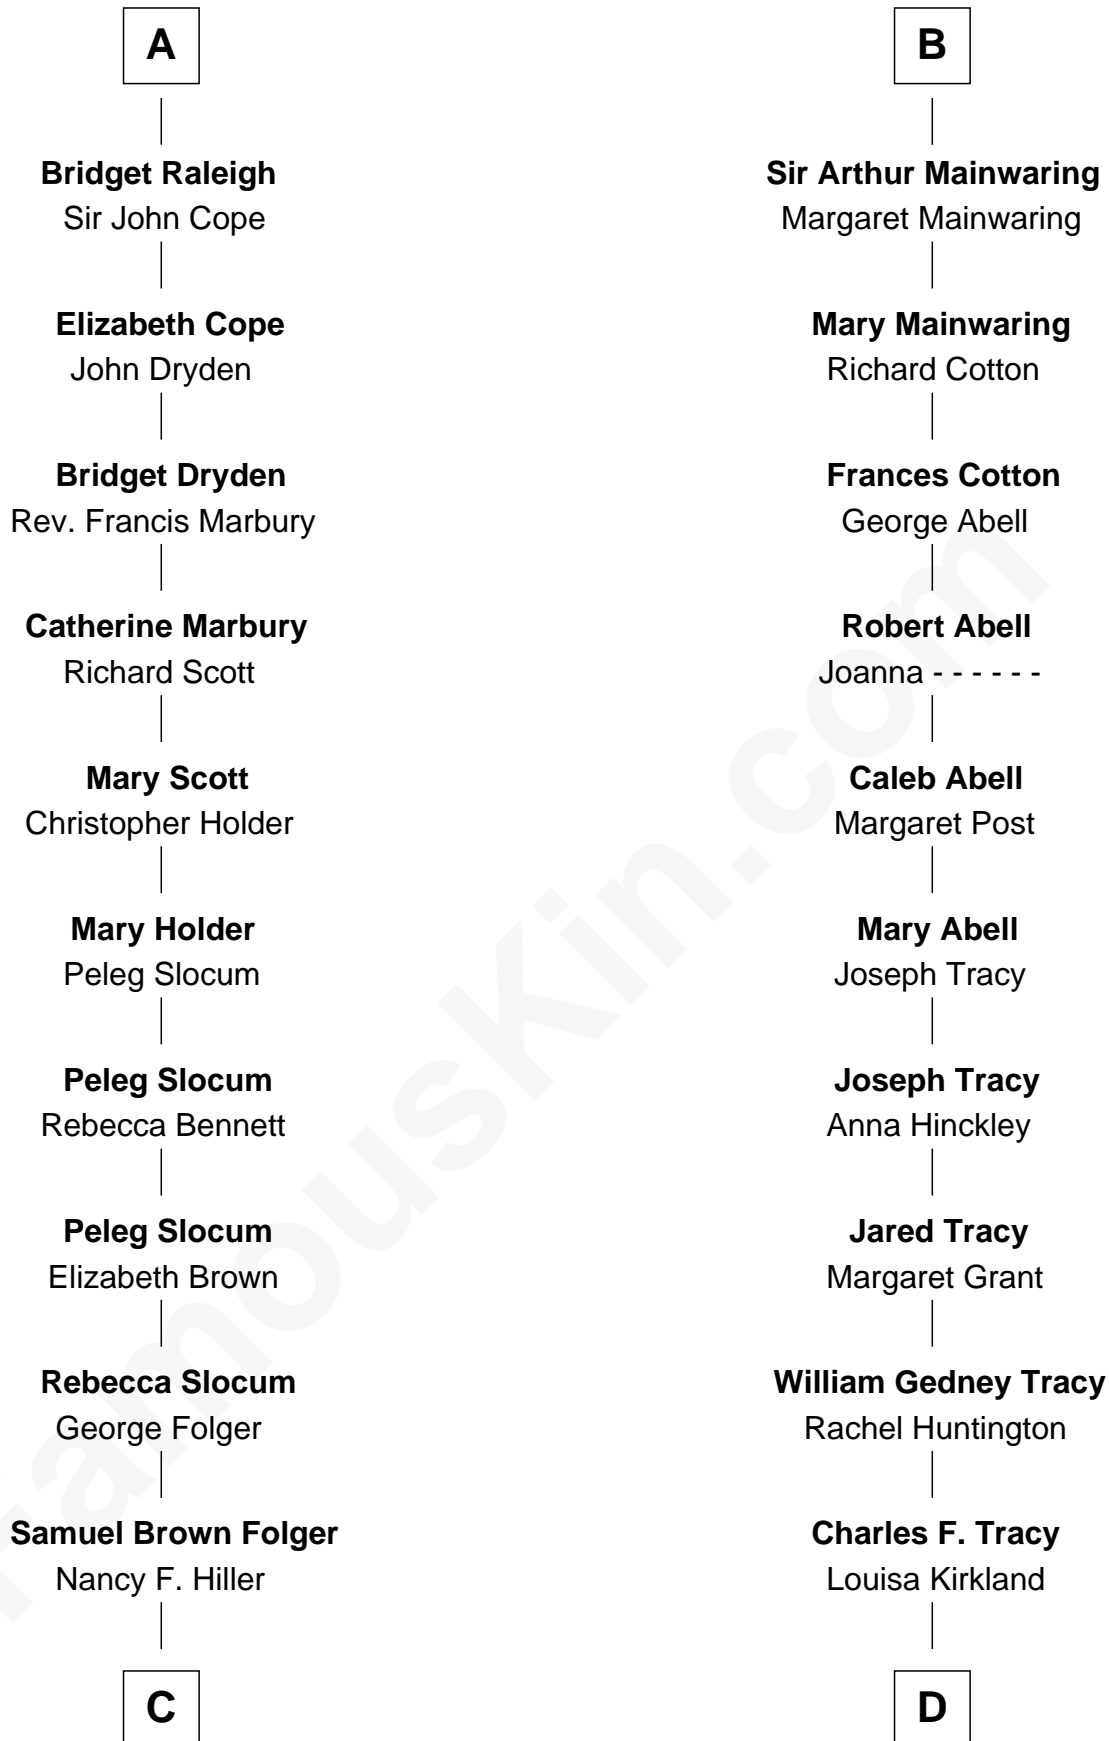 A
Bridget Raleigh
Sir John Cope
Elizabeth Cope
John Dryden
Bridget Dryden
Rev. Francis Marbury
Catherine Marbury
Richard Scott
Mary Scott
Christopher Holder
Mary Holder
Peleg Slocum
Peleg Slocum
Rebecca Bennett
Peleg Slocum
Elizabeth Brown
Rebecca Slocum
George Folger
Samuel Brown Folger
Nancy F. Hiller
C
B
Sir Arthur Mainwaring
Margaret Mainwaring
Mary Mainwaring
Richard Cotton
Frances Cotton
George Abell
Robert Abell
Joanna - - - - - -
Caleb Abell
Margaret Post
Mary Abell
Joseph Tracy
Joseph Tracy
Anna Hinckley
Jared Tracy
Margaret Grant
William Gedney Tracy
Rachel Huntington
Charles F. Tracy
Louisa Kirkland
D
FamousKin.com